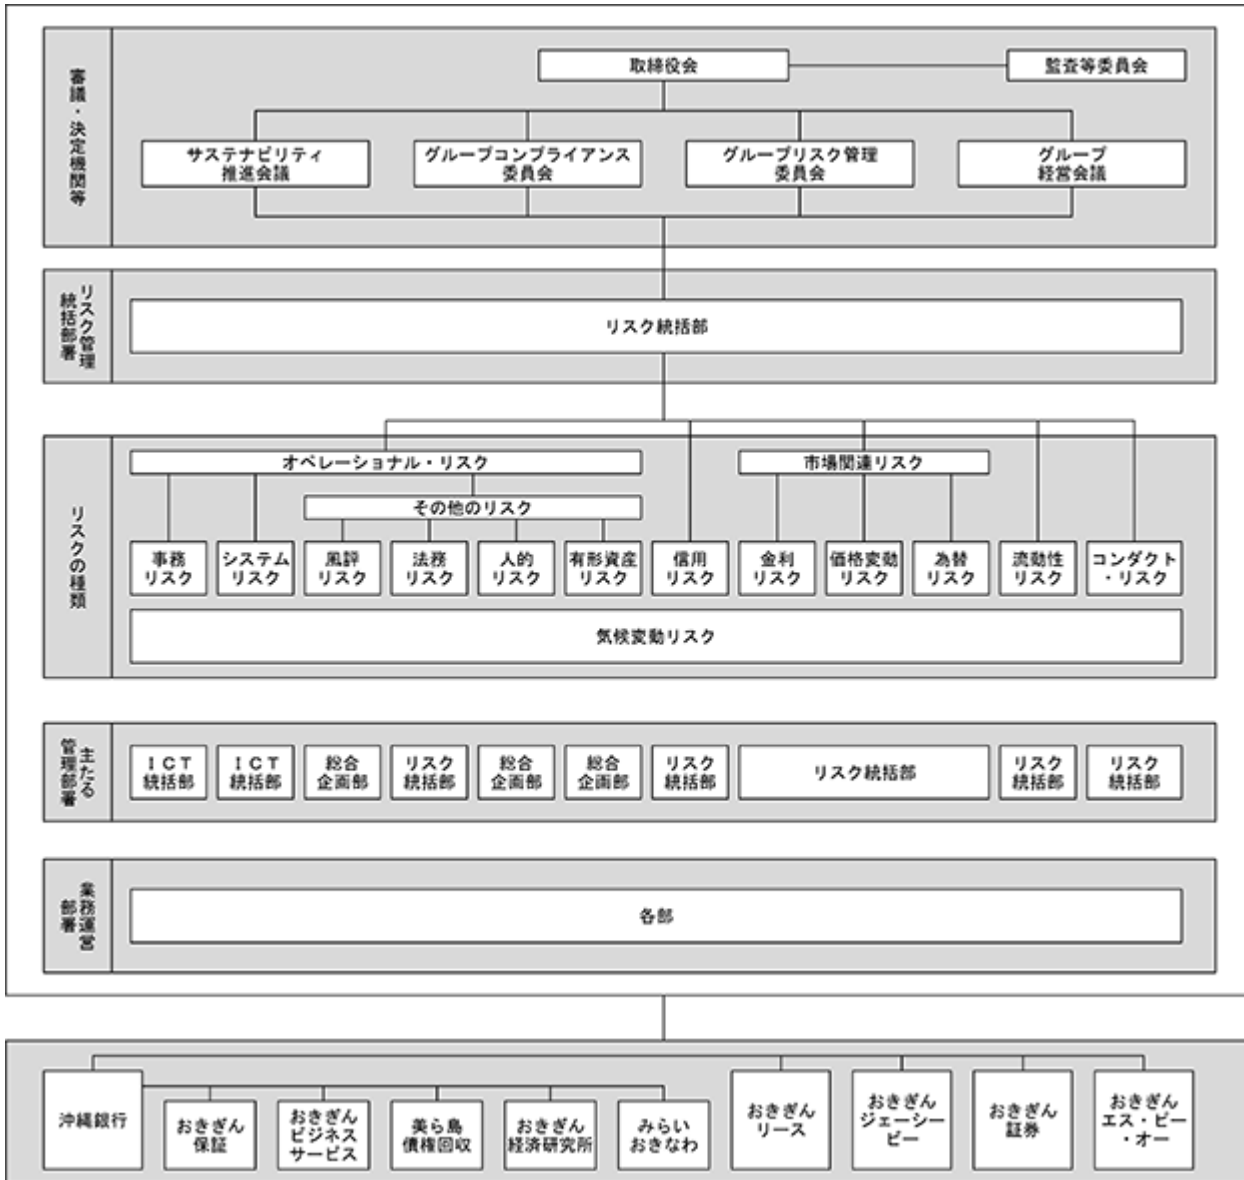 審議・決定機関等
取締役会
監査等委員会
サステナビリティ
推進会議
グループコンプライアンス
委員会
グループリスク管理
委員会
グループ
経営会議
リスク管理
統括部署
リスク統括部
リスクの種類
オペレーショナル・リスク
市場関連リスク
その他のリスク
事務
リスク
システム
リスク
風評
リスク
法務
リスク
人的
リスク
有形資産
リスク
信用
リスク
金利
リスク
価格変動
リスク
為替
リスク
流動性
リスク
コンダクト
・リスク
気候変動リスク
主たる
管理部署
ICT
統括部
ICT
統括部
総合
企画部
リスク
統括部
総合
企画部
総合
企画部
リスク
統括部
リスク統括部
リスク
統括部
リスク
統括部
業務運営
部署
各部
沖縄銀行
おきぎん
保証
おきぎん
ビジネス
サービス
美ら島
債権回収
おきぎん
経済研究所
みらい
おきなわ
おきぎん
リース
おきぎん
ジェーシー
ビー
おきぎん
証券
おきぎん
エス・ピー
・オー